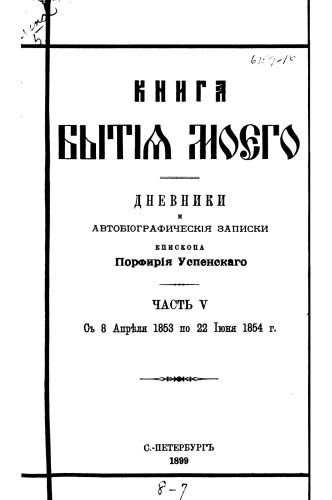 КНИГА
БЫТІЯ МОЕГО
ДНЕВНИКИ
И
АВТОБІОГРАФИЧЕСКІЯ ЗАПИСКИ
ЕПИСКОПА
Порфирія Успенскаго
ЧАСТЬ V
Съ 8 Апрѣля 1853 по 22 Іюня 1854 г.
С.-ПЕТЕРБУРГЪ
1899
8-7